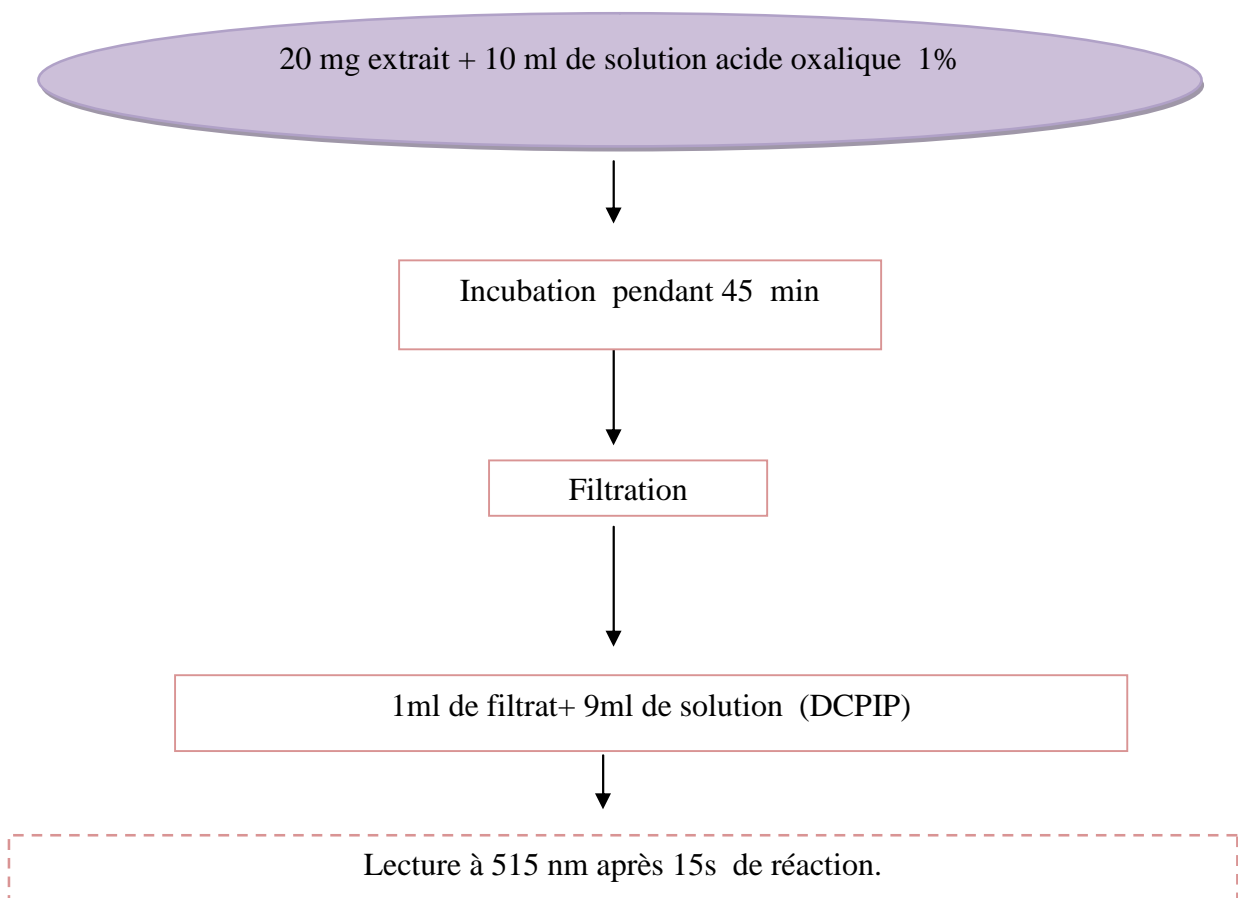 20 mg extrait + 10 ml de solution acide oxalique 1%
Incubation pendant 45 min
Filtration
1ml de filtrat+ 9ml de solution (DCPIP)
Lecture à 515 nm après 15s de réaction.